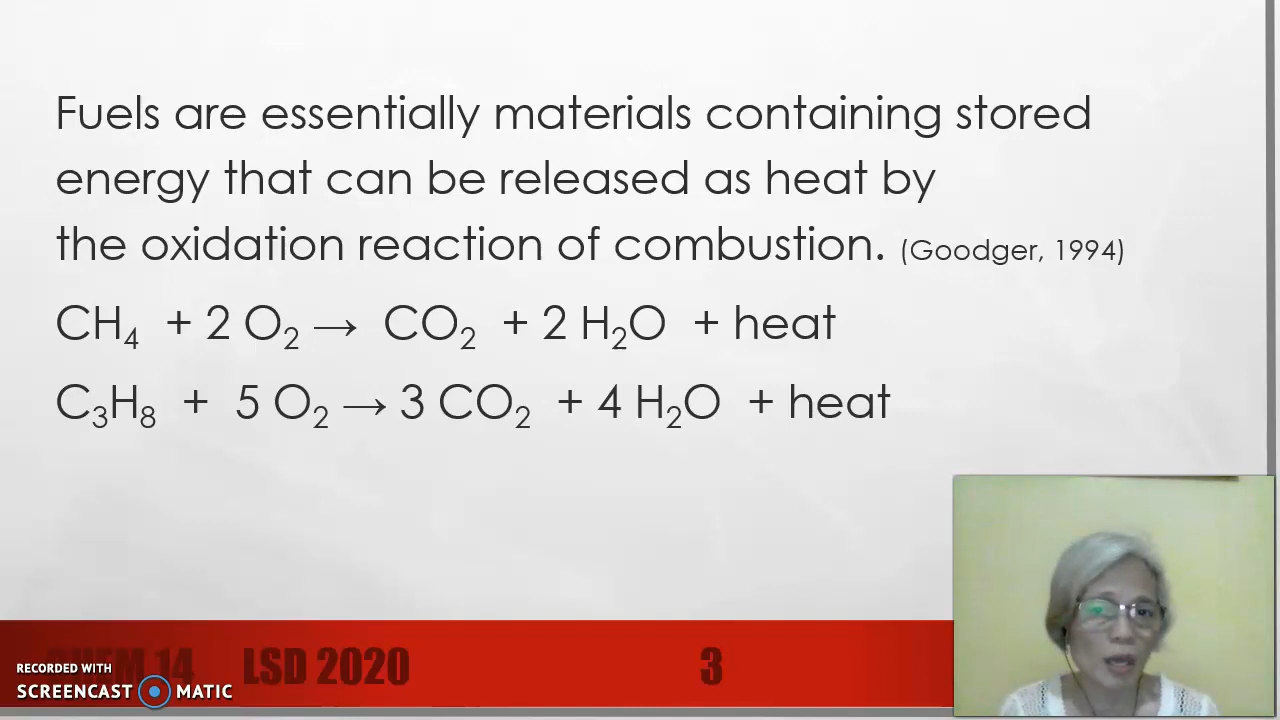 Fuels are essentially materials containing stored
energy that can be released as heat by
the oxidation reaction of combustion. (Goodger, 1994)
CH₄ + 2 O₂ → CO₂ + 2 H₂O + heat
C₃H₈ + 5 O₂ → 3 CO₂ + 4 H₂O + heat
CHEM 14 LSD 2020 3
RECORDED WITH
SCREENCAST MATIC